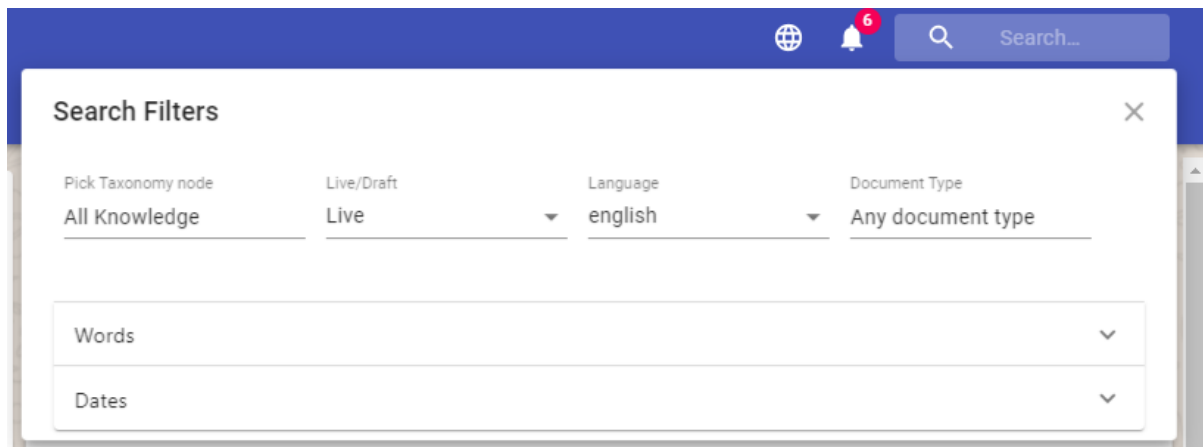 6
Search...
Search Filters
Pick Taxonomy node Live/Draft Language Document Type
All Knowledge Live english Any document type
Words
Dates